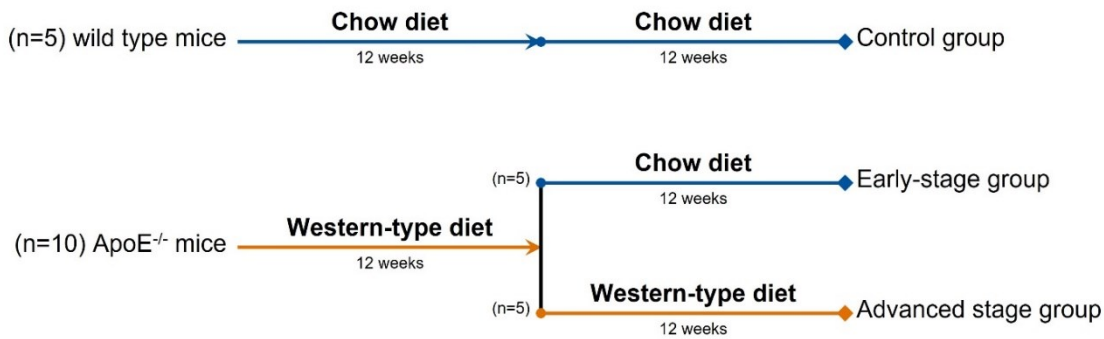 (n=5) wild type mice
Chow diet
12 weeks
Chow diet
12 weeks
Control group
(n=10) ApoE-/- mice
Western-type diet
12 weeks
(n=5)
Chow diet
12 weeks
Early-stage group
(n=5)
Western-type diet
12 weeks
Advanced stage group